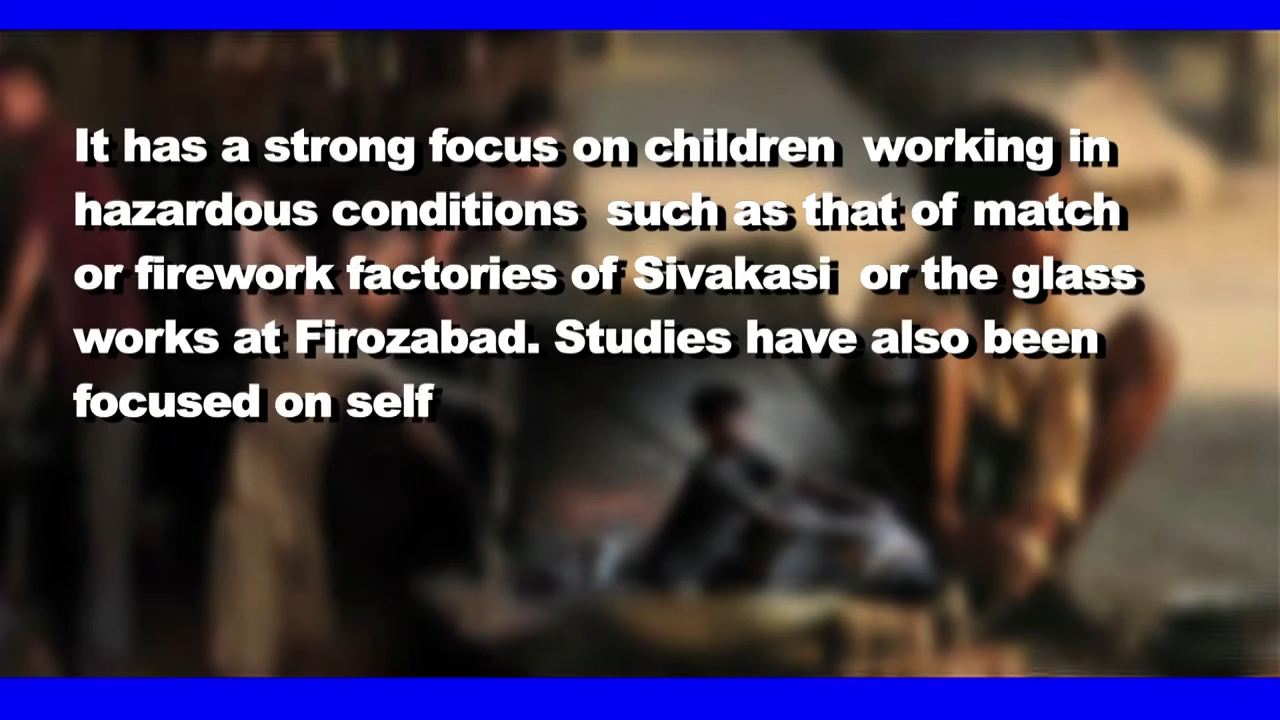 It has a strong focus on children  working in
hazardous conditions  such as that of match
or firework factories of Sivakasi  or the glass
works at Firozabad. Studies have also been
focused on self